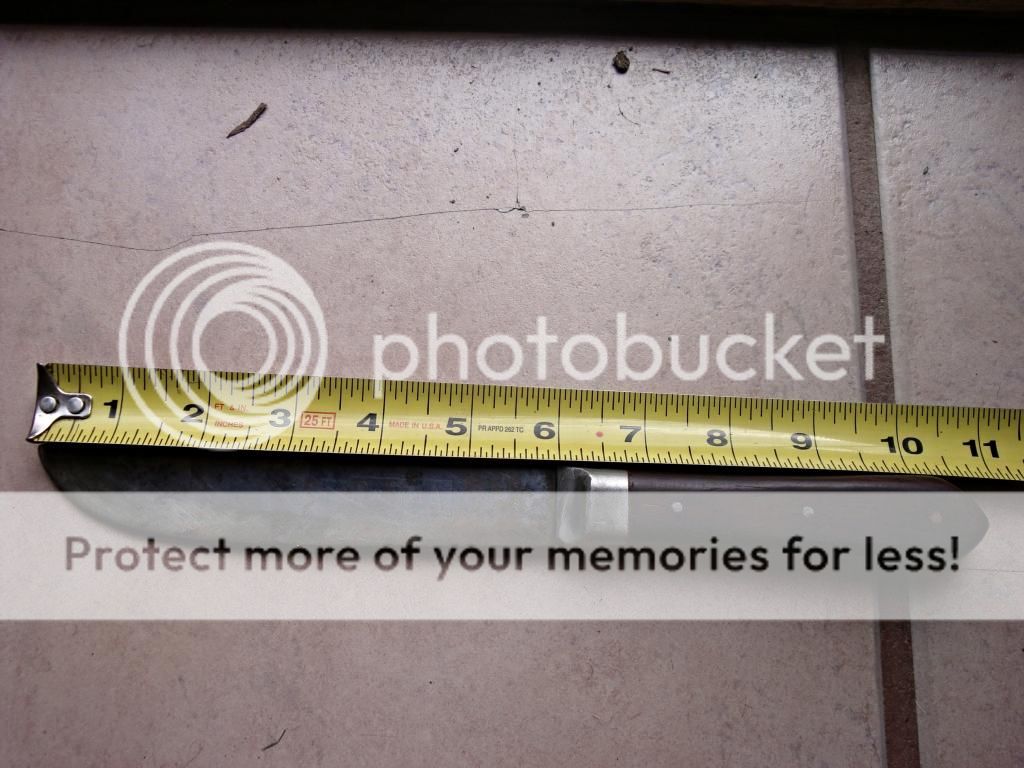 photobucket
1 2 FT. & IN. INCHES 3 25 FT 4 MADE IN U.S.A. 5 PR APPD 262 TC 6 7 8 9 10 11
Protect more of your memories for less!